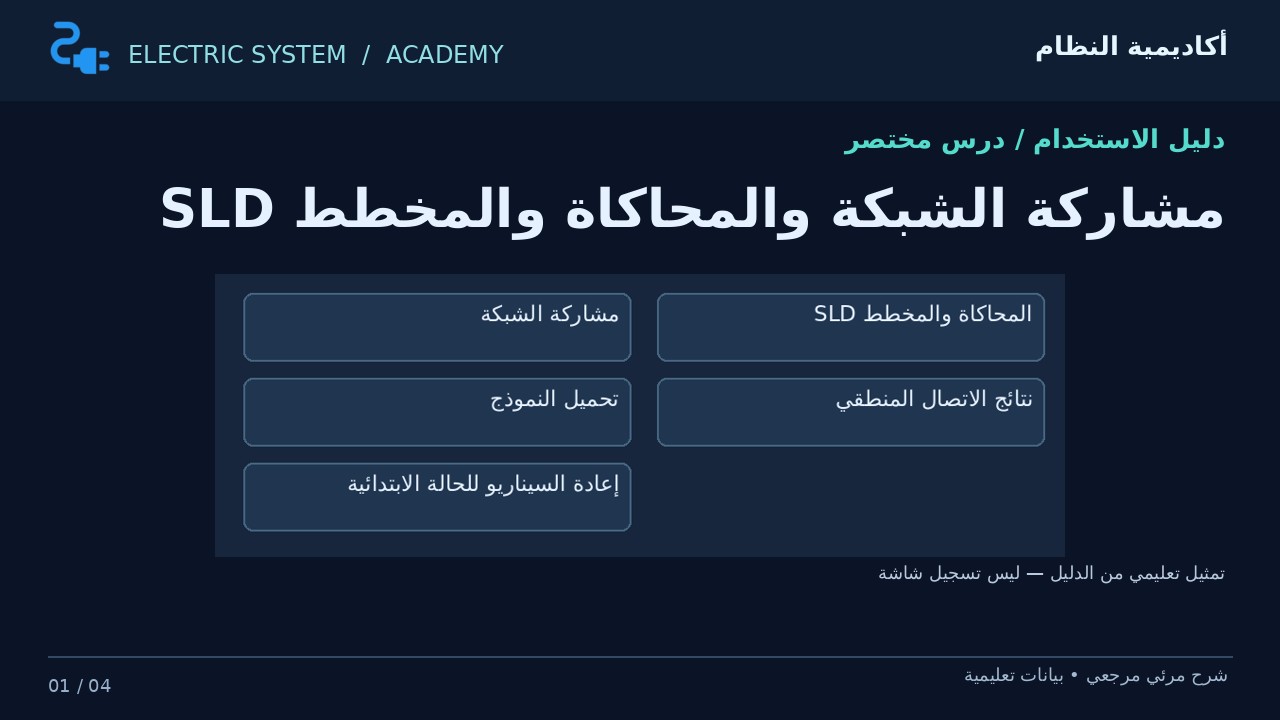 أكاديمية النظام
ELECTRIC SYSTEM / ACADEMY
دليل الاستخدام / درس مختصر
مشاركة الشبكة والمحاكاة والمخطط SLD
المحاكاة والمخطط SLD
مشاركة الشبكة
نتائج الاتصال المنطقي
تحميل النموذج
إعادة السيناريو للحالة الابتدائية
تمثيل تعليمي من الدليل — ليس تسجيل شاشة
شرح مرئي مرجعي • بيانات تعليمية
01 / 04